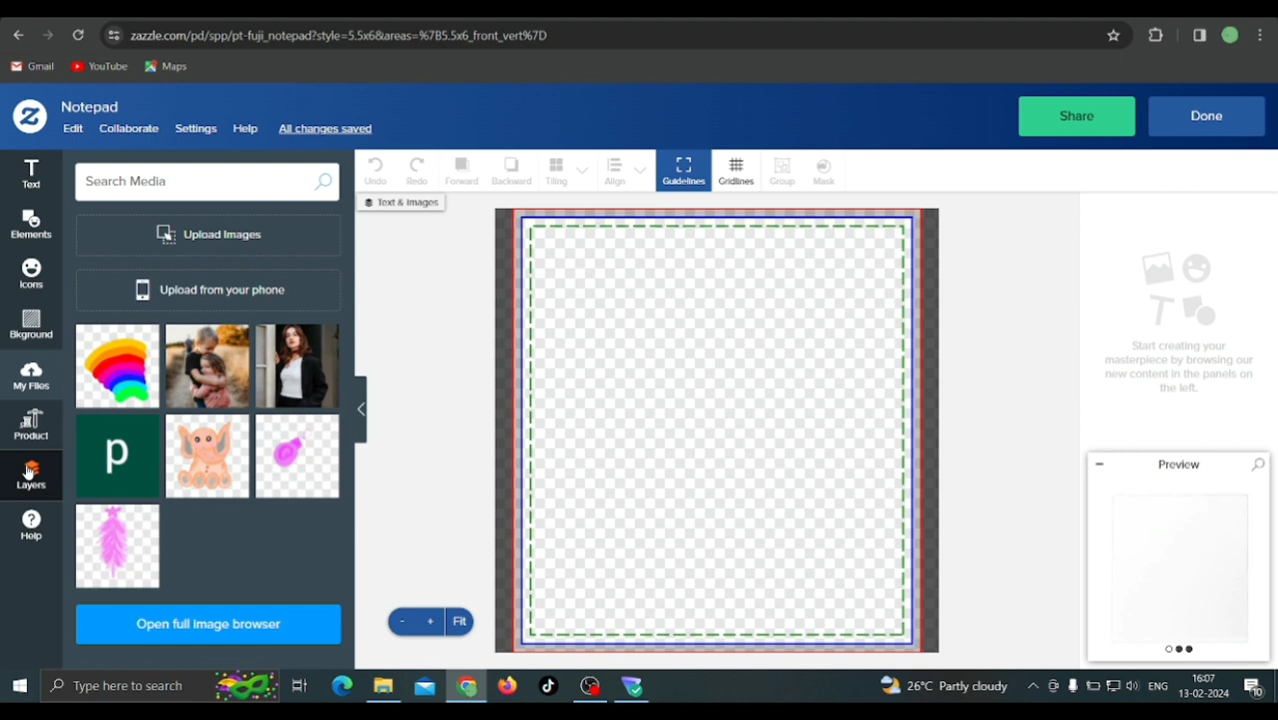 zazzle.com/pd/spp/pt-fuji_notepad?style=5.5x6&areas=%7B5.5x6_front_vert%7D
Gmail YouTube Maps
Notepad
Edit Collaborate Settings Help All changes saved
Share Done
Text
Elements
Icons
Bkground
My Files
Product
Layers
Help
Search Media
Upload Images
Upload from your phone
p
Open full image browser
Undo Redo Forward Backward Tiling Align Guidelines Gridlines Group Mask
Text & Images
- + Fit
Start creating your
masterpiece by browsing our
new content in the panels on
the left.
Preview
Type here to search
26°C Partly cloudy
ENG
16:07
13-02-2024
10